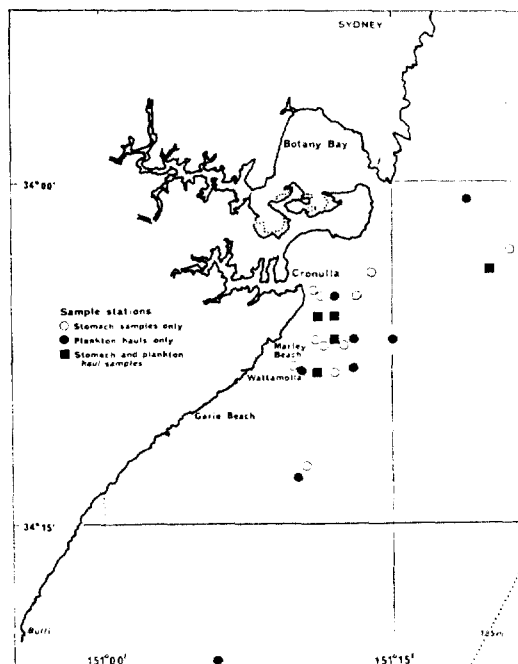 SYDNEY
Botany Bay
34°00'
Cronulla
Sample stations
Stomach samples only
Plankton hauls only
Stomach and plankton
haul samples
Marley
Beach
Wattamolla
Garie Beach
34°15'
Bulli
185m
151°00'
151°15'